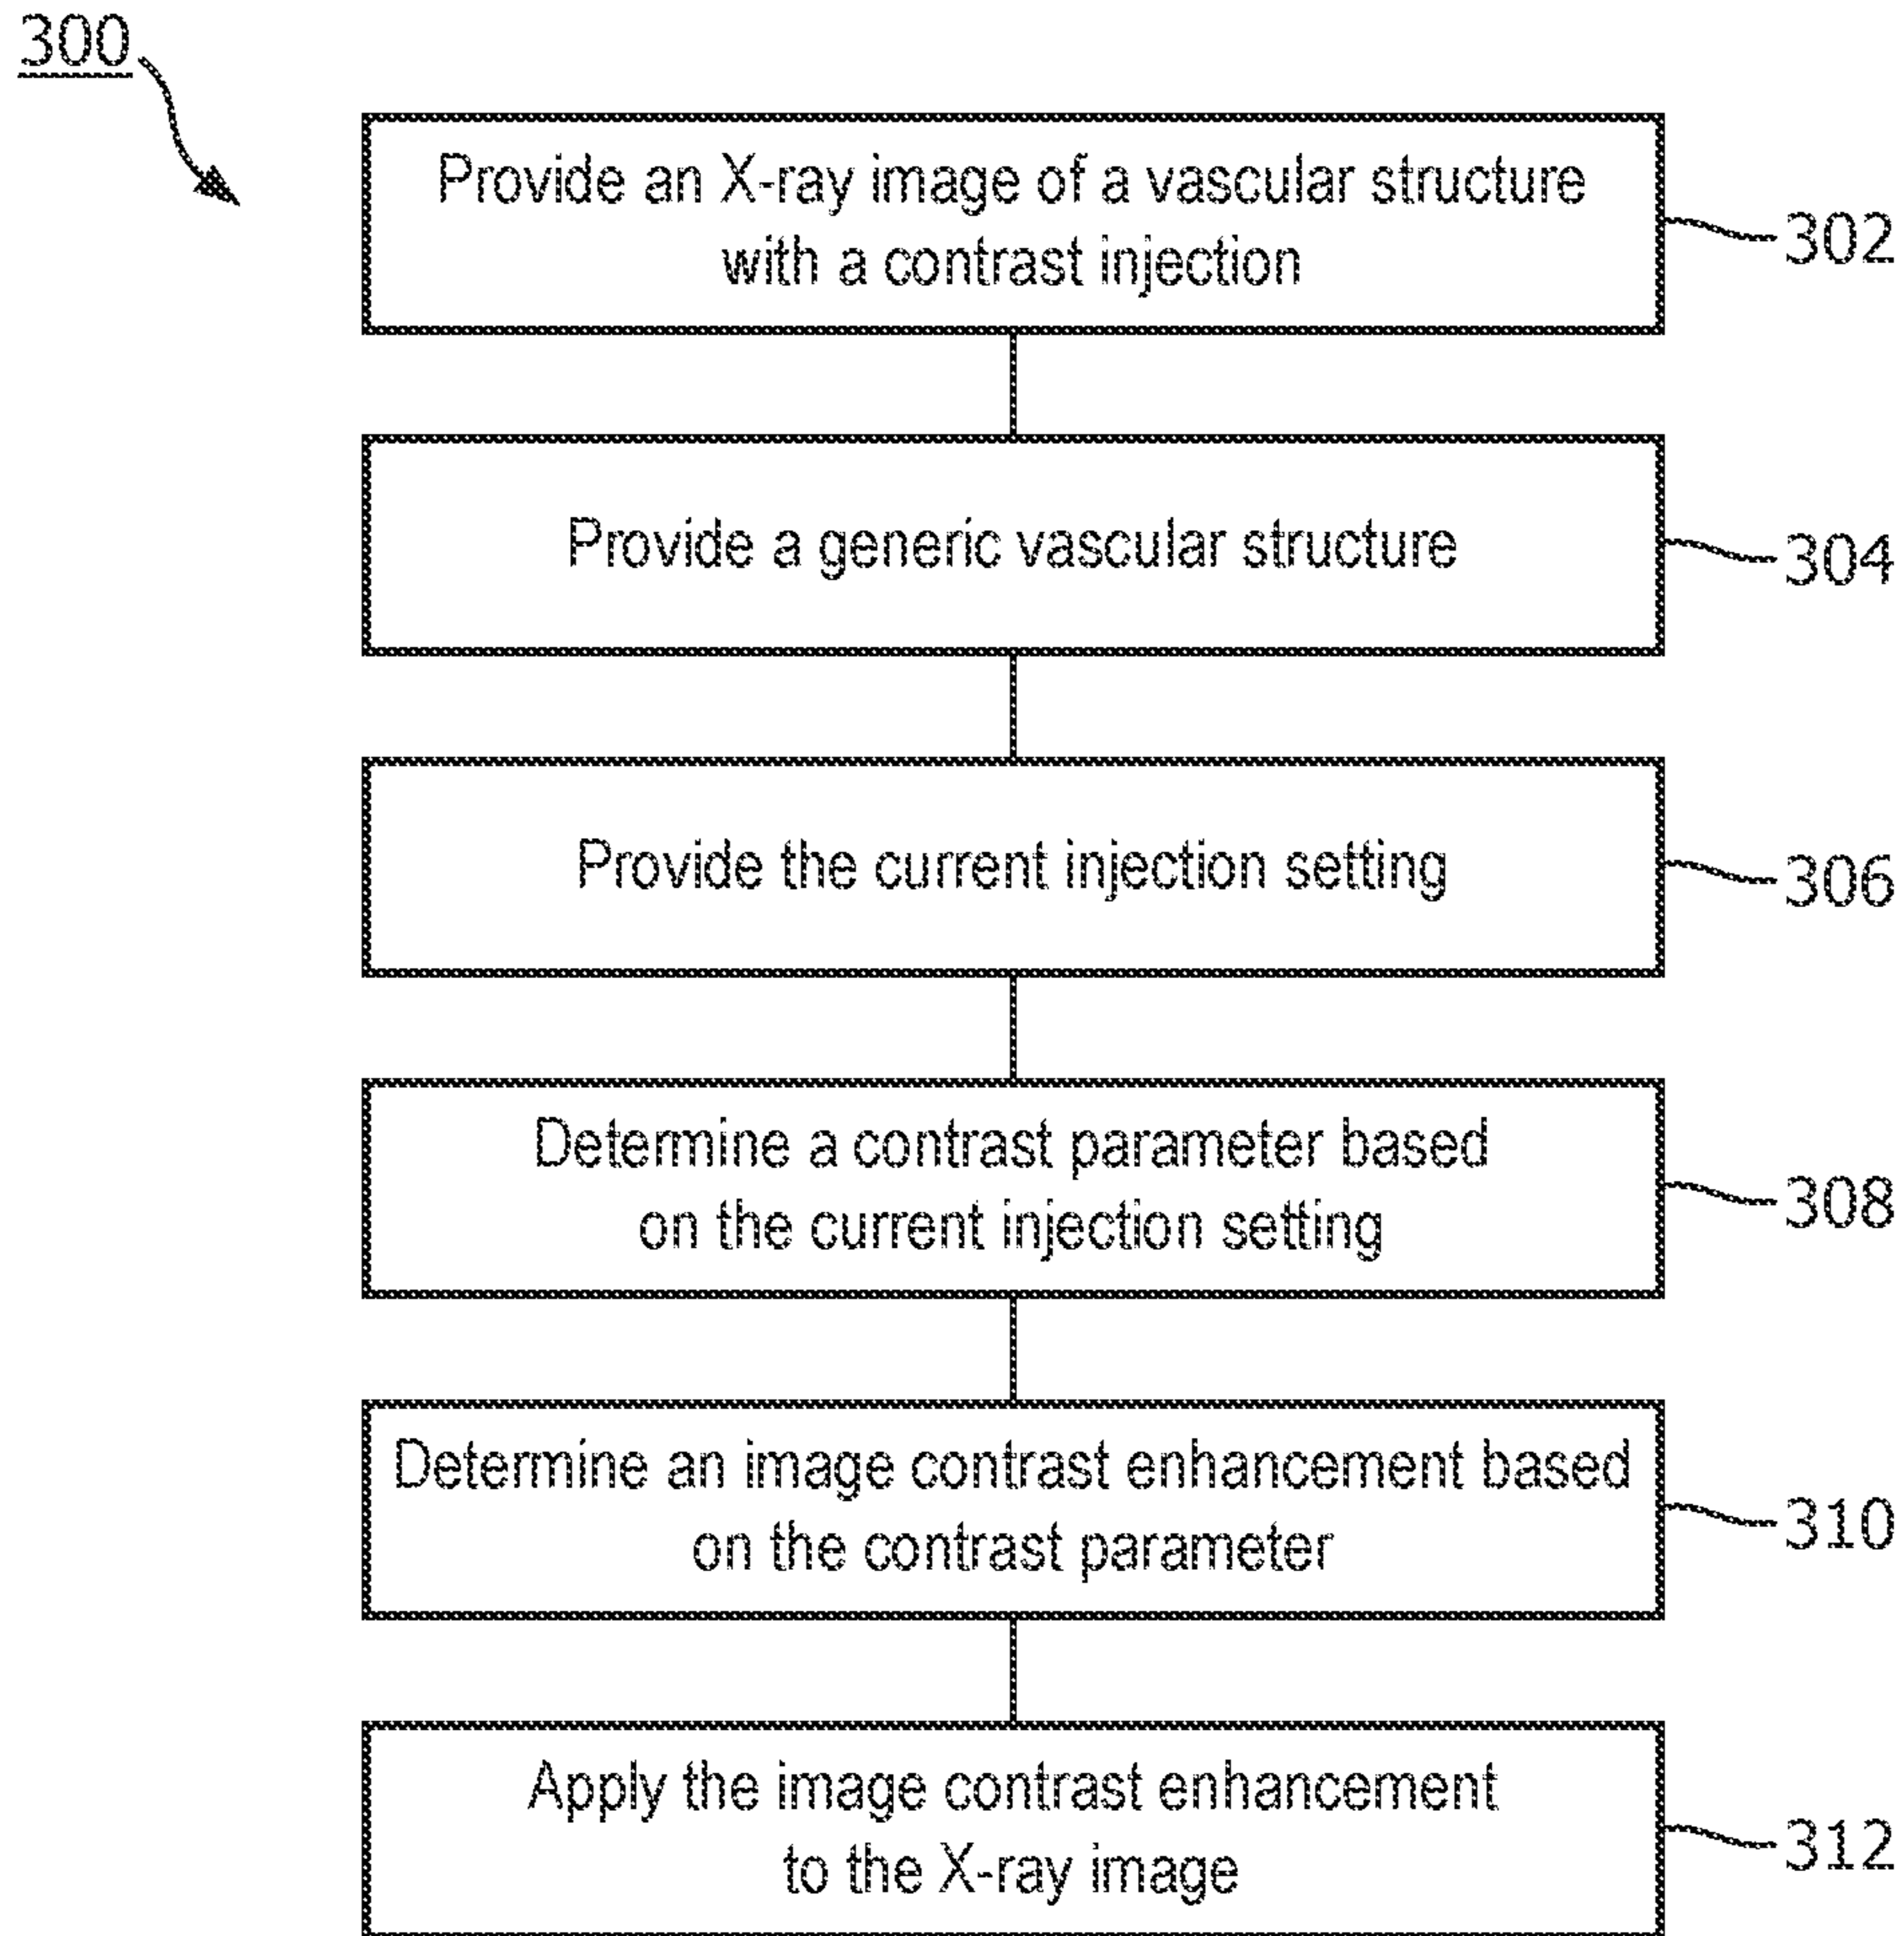 300
Provide an X-ray image of a vascular structure
with a contrast injection
302
Provide a generic vascular structure
304
Provide the current injection setting
306
Determine a contrast parameter based
on the current injection setting
308
Determine an image contrast enhancement based
on the contrast parameter
310
Apply the image contrast enhancement
to the X-ray image
312